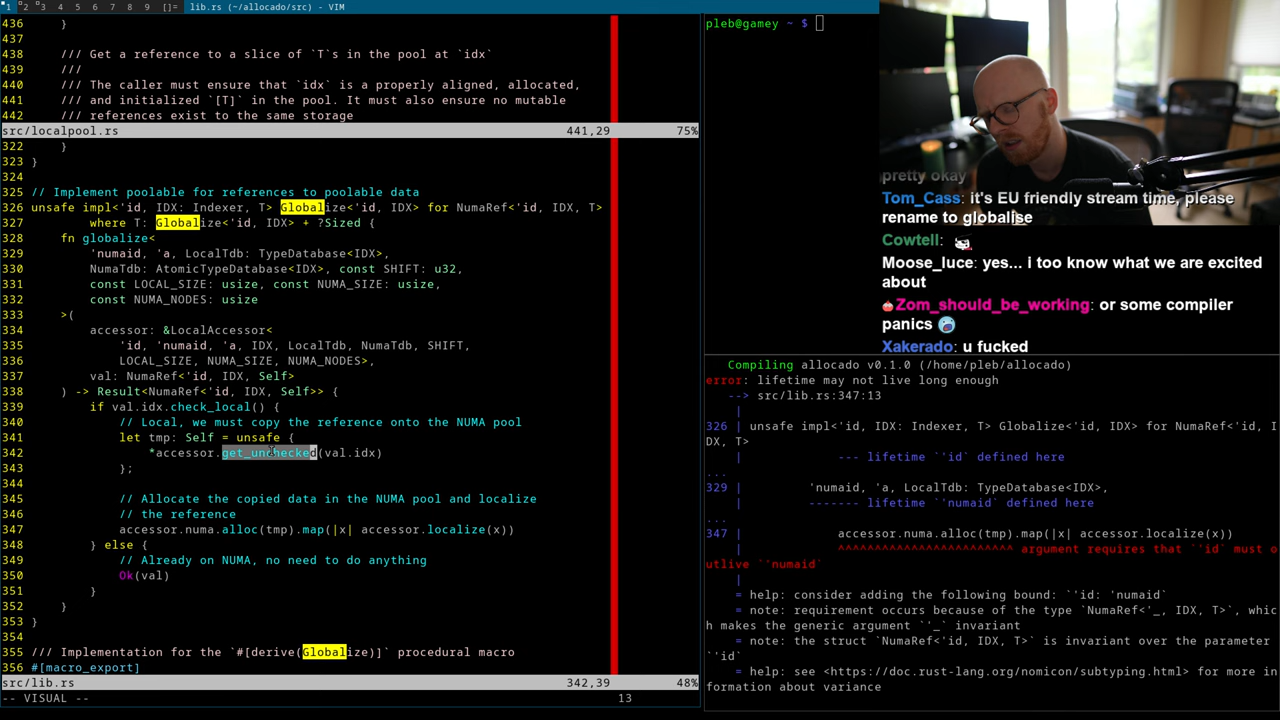 1 2 3 4 5 6 7 8 9 []= lib.rs (~/allocado/src) - VIM
436     }
437
438     /// Get a reference to a slice of `T`s in the pool at `idx`
439     ///
440     /// The caller must ensure that `idx` is a properly aligned, allocated,
441     /// and initialized `[T]` in the pool. It must also ensure no mutable
442     /// references exist to the same storage
src/localpool.rs 441,29 75%
322     }
323 }
324
325 // Implement poolable for references to poolable data
326 unsafe impl<'id, IDX: Indexer, T> Globalize<'id, IDX> for NumaRef<'id, IDX, T>
327         where T: Globalize<'id, IDX> + ?Sized {
328     fn globalize<
329         'numaid, 'a, LocalTdb: TypeDatabase<IDX>,
330         NumaTdb: AtomicTypeDatabase<IDX>, const SHIFT: u32,
331         const LOCAL_SIZE: usize, const NUMA_SIZE: usize,
332         const NUMA_NODES: usize
333     >(
334         accessor: &LocalAccessor<
335             'id, 'numaid, 'a, IDX, LocalTdb, NumaTdb, SHIFT,
336             LOCAL_SIZE, NUMA_SIZE, NUMA_NODES>,
337         val: NumaRef<'id, IDX, Self>
338     ) -> Result<NumaRef<'id, IDX, Self>> {
339         if val.idx.check_local() {
340             // Local, we must copy the reference onto the NUMA pool
341             let tmp: Self = unsafe {
342                 *accessor.get_unchecked(val.idx)
343             };
344
345             // Allocate the copied data in the NUMA pool and localize
346             // the reference
347             accessor.numa.alloc(tmp).map(|x| accessor.localize(x))
348         } else {
349             // Already on NUMA, no need to do anything
350             Ok(val)
351         }
352     }
353 }
354
355 /// Implementation for the `#[derive(Globalize)]` procedural macro
356 #[macro_export]
src/lib.rs 342,39 48%
-- VISUAL -- 13
pleb@gamey ~ $
pretty okay
Tom_Cass: it's EU friendly stream time, please
rename to globalise
Cowtell:
Moose_luce: yes... i too know what we are excited
about
Zom_should_be_working: or some compiler
panics
Xakerado: u fucked
   Compiling allocado v0.1.0 (/home/pleb/allocado)
error: lifetime may not live long enough
   --> src/lib.rs:347:13
    |
326 | unsafe impl<'id, IDX: Indexer, T> Globalize<'id, IDX> for NumaRef<'id, I
DX, T>
    |             --- lifetime `'id` defined here
...
329 |         'numaid, 'a, LocalTdb: TypeDatabase<IDX>,
    |         ------- lifetime `'numaid` defined here
...
347 |             accessor.numa.alloc(tmp).map(|x| accessor.localize(x))
    |             ^^^^^^^^^^^^^^^^^^^^^^^^ argument requires that `'id` must o
utlive `'numaid`
    |
    = help: consider adding the following bound: `'id: 'numaid`
    = note: requirement occurs because of the type `NumaRef<'_, IDX, T>`, whic
h makes the generic argument `'_` invariant
    = note: the struct `NumaRef<'id, IDX, T>` is invariant over the parameter
`'id`
    = help: see <https://doc.rust-lang.org/nomicon/subtyping.html> for more in
formation about variance